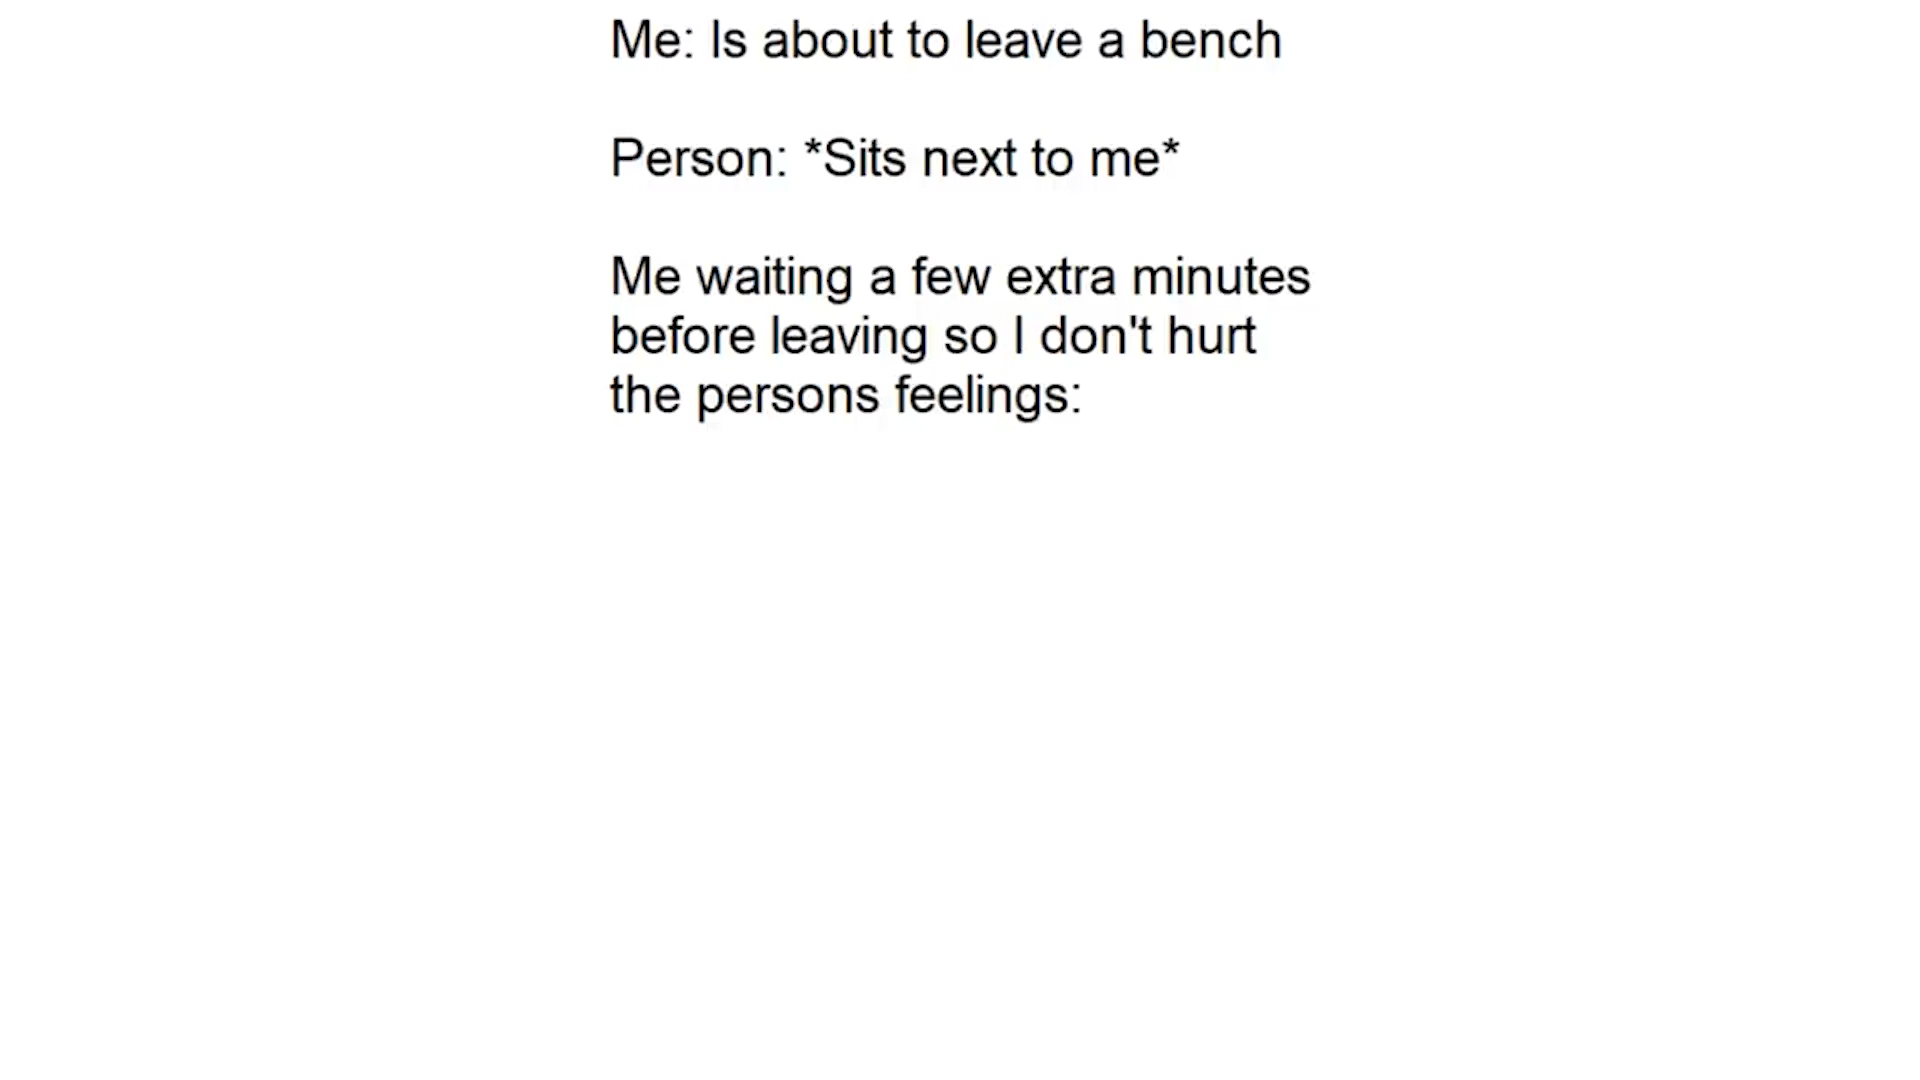 Me: Is about to leave a bench
Person: *Sits next to me*
Me waiting a few extra minutes
before leaving so I don't hurt
the persons feelings: